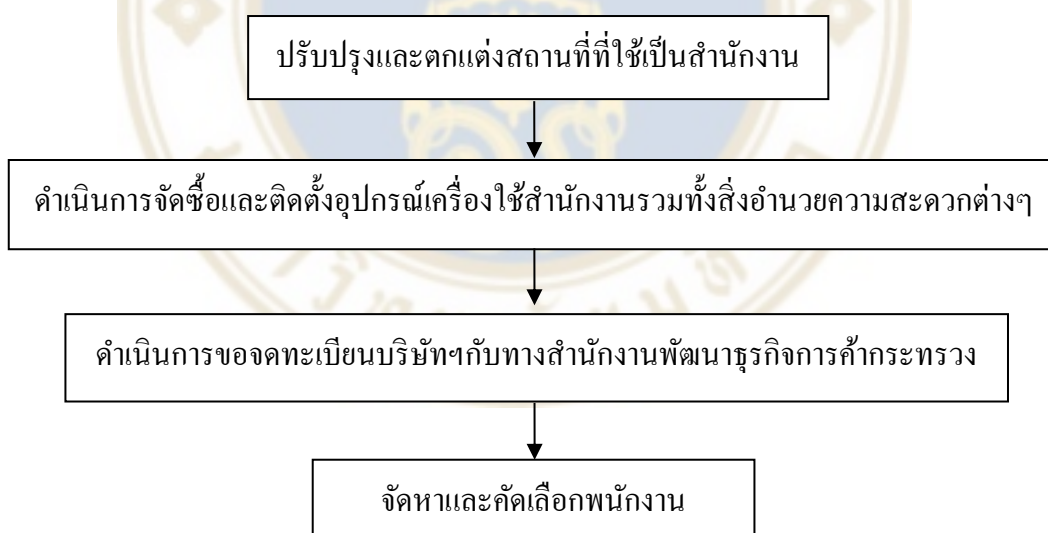 ปรับปรุงและตกแต่งสถานที่ที่ใช้เป็นสำนักงาน
ดำเนินการจัดซื้อและติดตั้งอุปกรณ์เครื่องใช้สำนักงานรวมทั้งสิ่งอำนวยความสะดวกต่างๆ
ดำเนินการขอจดทะเบียนบริษัทฯกับทางสำนักงานพัฒนาธุรกิจการค้ากระทรวง
จัดหาและคัดเลือกพนักงาน